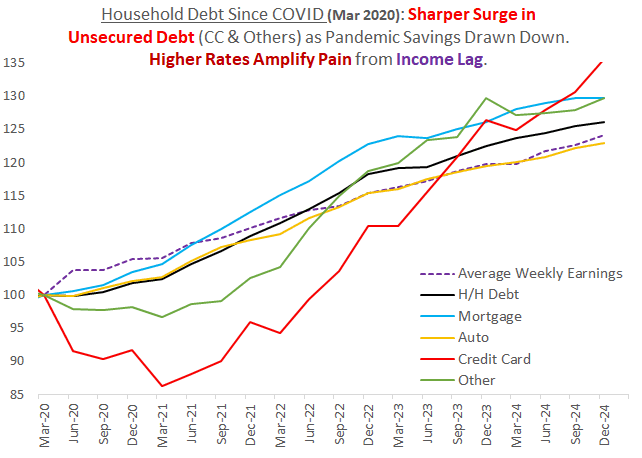 Household Debt Since COVID (Mar 2020): Sharper Surge in
Unsecured Debt (CC & Others) as Pandemic Savings Drawn Down.
Higher Rates Amplify Pain from Income Lag.
135
130
125
120
115
110
105
100
95
90
85
Average Weekly Earnings
H/H Debt
Mortgage
Auto
Credit Card
Other
Mar-20
Jun-20
Sep-20
Dec-20
Mar-21
Jun-21
Sep-21
Dec-21
Mar-22
Jun-22
Sep-22
Dec-22
Mar-23
Jun-23
Sep-23
Dec-23
Mar-24
Jun-24
Sep-24
Dec-24